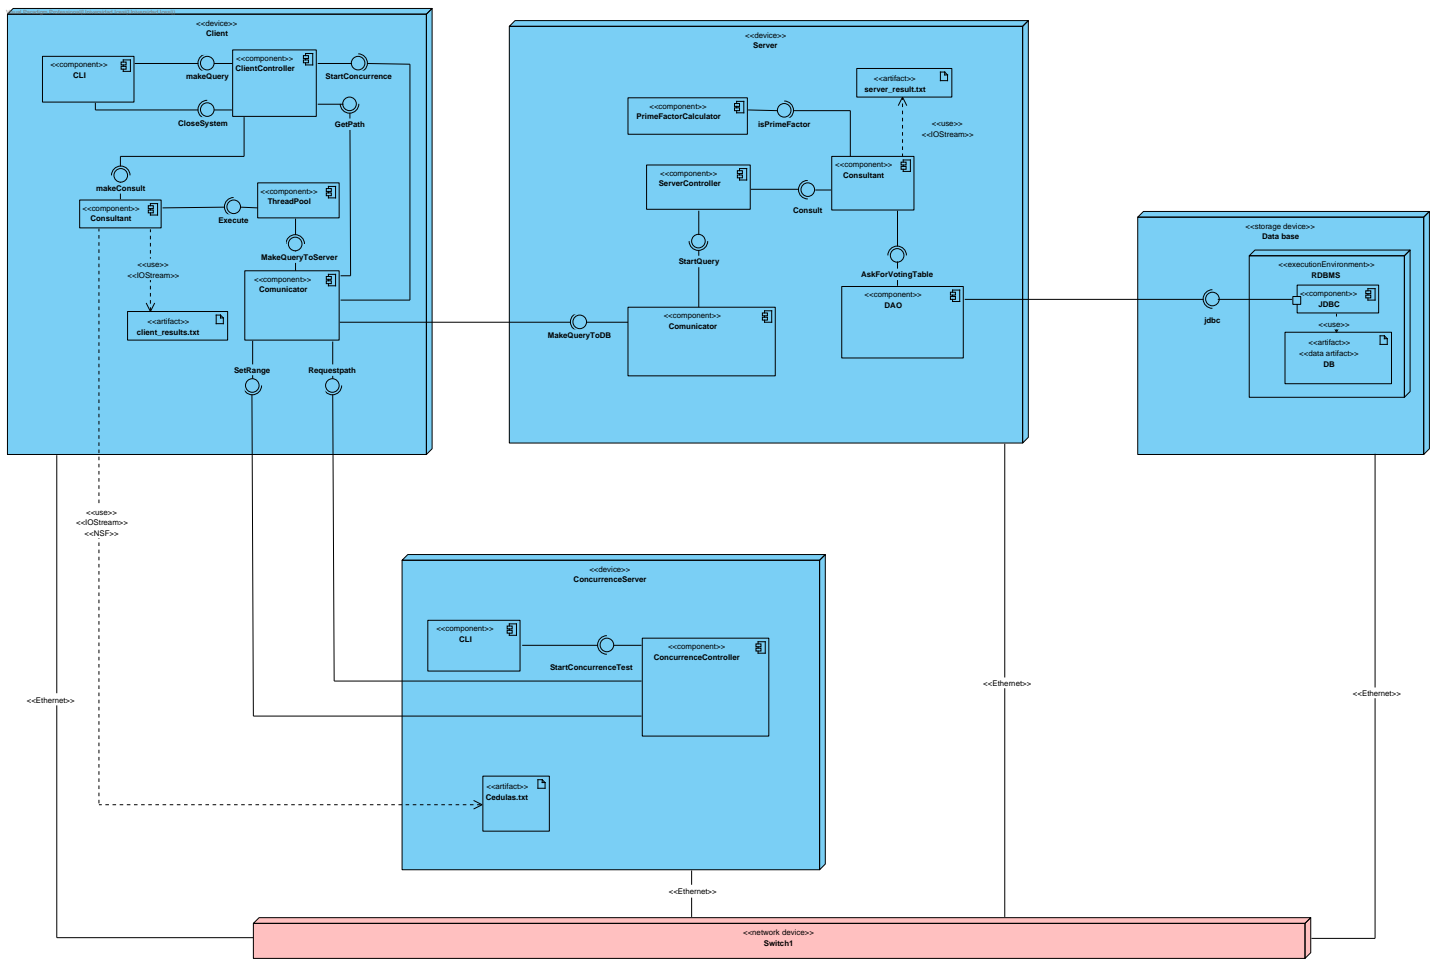 <<device>>
Client
<<component>>
CLI
makeQuery
<<component>>
ClientController
StartConcurrence
CloseSystem
GetPath
makeConsult
<<component>>
Consultant
Execute
<<component>>
ThreadPool
MakeQueryToServer
<<use>>
<<IOStream>>
<<component>>
Comunicator
<<artifact>>
client_results.txt
SetRange
Requestpath
<<device>>
Server
<<artifact>>
server_result.txt
<<component>>
PrimeFactorCalculator
isPrimeFactor
<<use>>
<<IOStream>>
<<component>>
ServerController
Consult
<<component>>
Consultant
StartQuery
AskForVotingTable
<<component>>
Comunicator
MakeQueryToDB
<<component>>
DAO
<<storage device>>
Data base
<<executionEnvironment>>
RDBMS
<<component>>
JDBC
jdbc
<<use>>
<<artifact>>
<<data artifact>>
DB
<<use>>
<<IOStream>>
<<NSF>>
<<device>>
ConcurrenceServer
<<component>>
CLI
StartConcurrenceTest
<<component>>
ConcurrenceController
<<artifact>>
Cedulas.txt
<<Ethernet>>
<<Ethernet>>
<<Ethernet>>
<<Ethernet>>
<<network device>>
Switch1